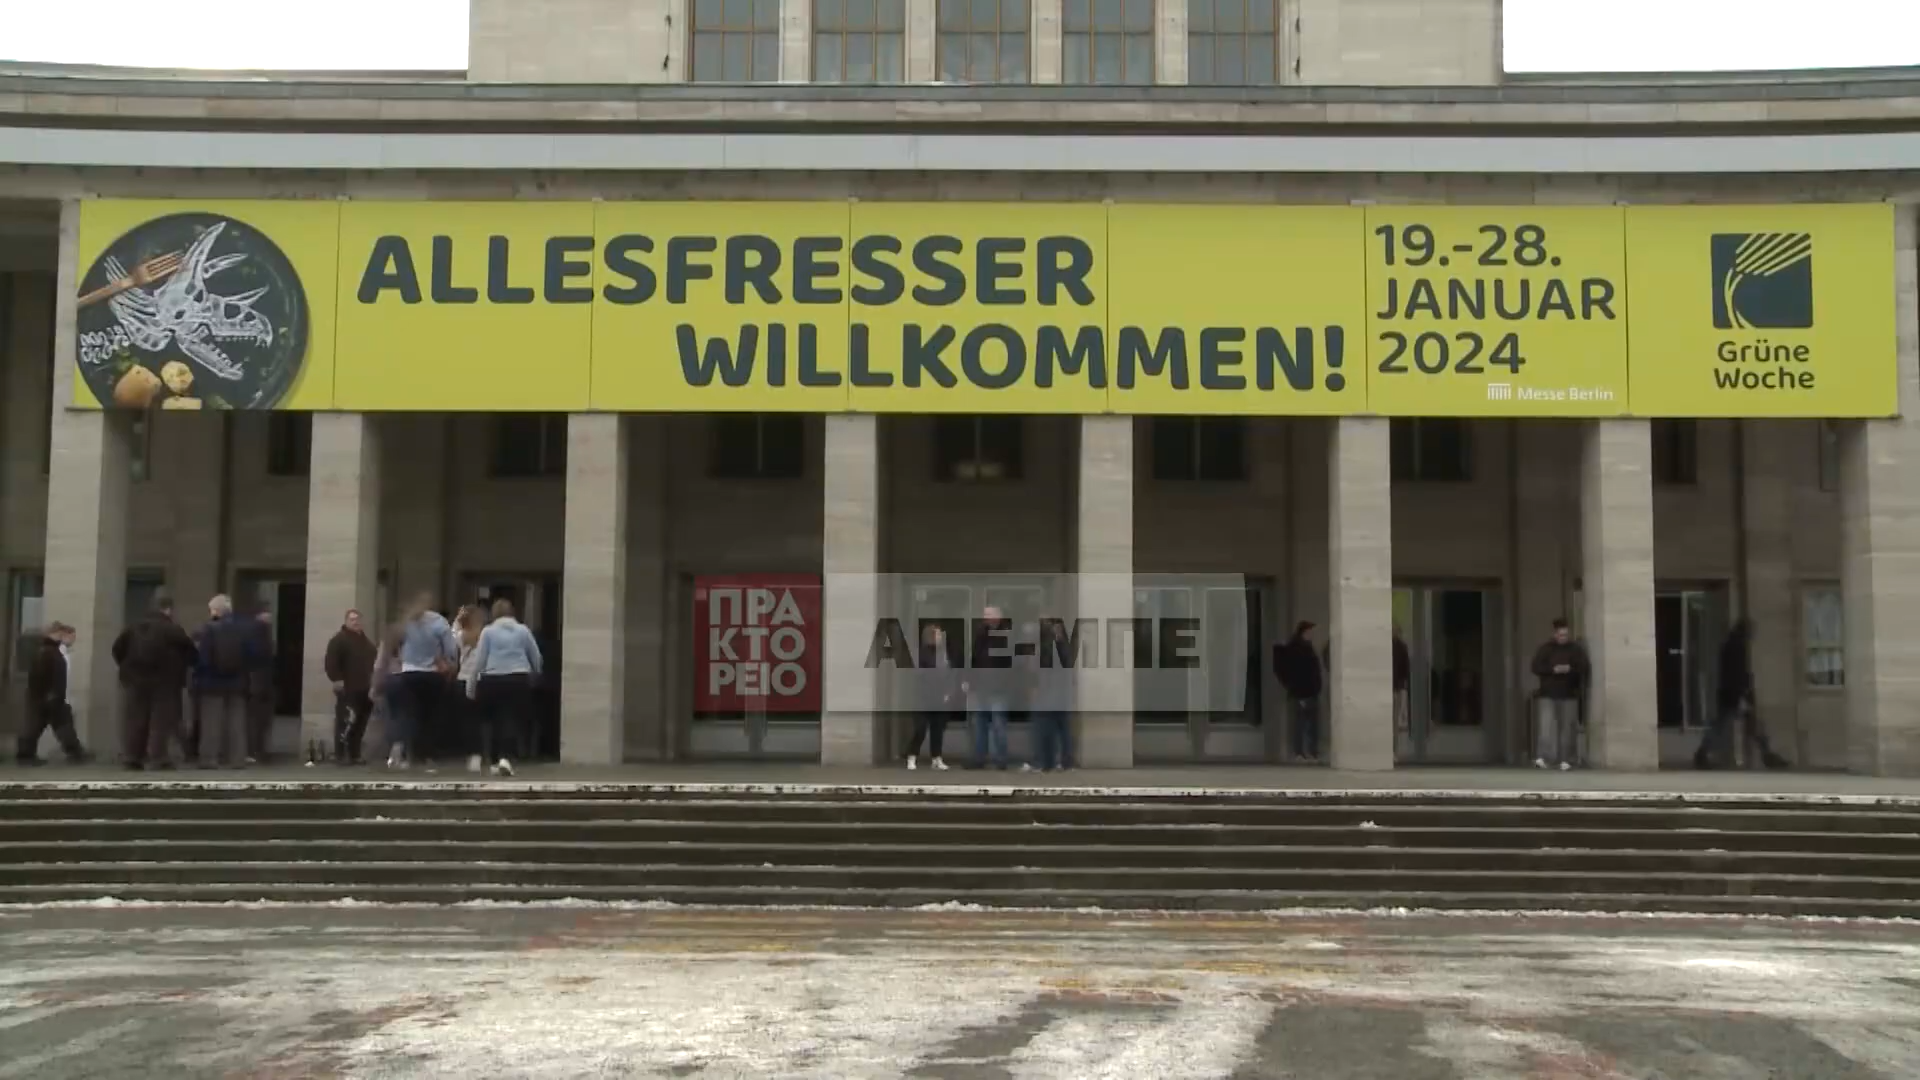 ALLESFRESSER
WILLKOMMEN!
19.-28.
JANUAR
2024
Messe Berlin
Grüne
Woche
ΠΡΑ
ΚΤΟ
ΡΕΙΟ
ΑΠΕ-ΜΠΕ